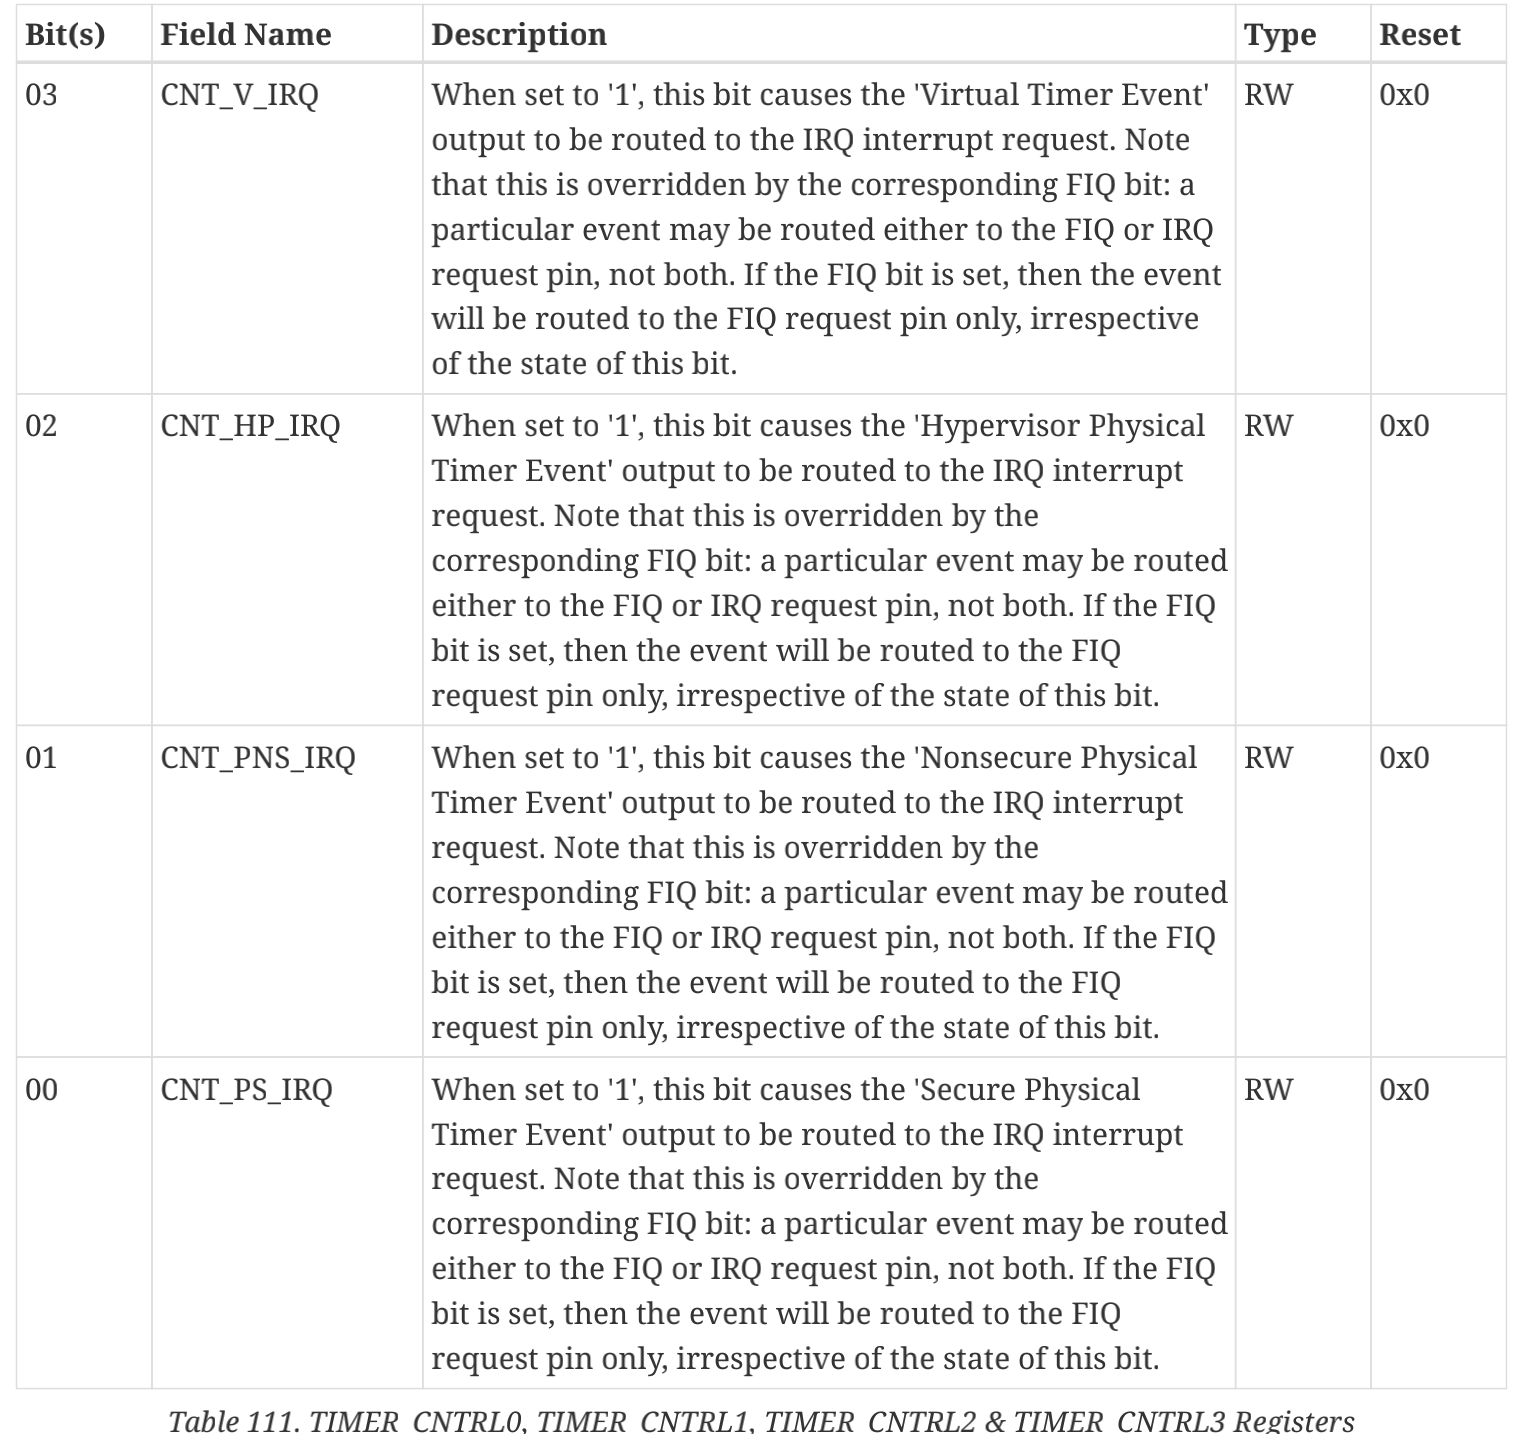 Bit(s) Field Name Description Type Reset
03 CNT_V_IRQ When set to '1', this bit causes the 'Virtual Timer Event' RW 0x0
output to be routed to the IRQ interrupt request. Note
that this is overridden by the corresponding FIQ bit: a
particular event may be routed either to the FIQ or IRQ
request pin, not both. If the FIQ bit is set, then the event
will be routed to the FIQ request pin only, irrespective
of the state of this bit.
02 CNT_HP_IRQ When set to '1', this bit causes the 'Hypervisor Physical RW 0x0
Timer Event' output to be routed to the IRQ interrupt
request. Note that this is overridden by the
corresponding FIQ bit: a particular event may be routed
either to the FIQ or IRQ request pin, not both. If the FIQ
bit is set, then the event will be routed to the FIQ
request pin only, irrespective of the state of this bit.
01 CNT_PNS_IRQ When set to '1', this bit causes the 'Nonsecure Physical RW 0x0
Timer Event' output to be routed to the IRQ interrupt
request. Note that this is overridden by the
corresponding FIQ bit: a particular event may be routed
either to the FIQ or IRQ request pin, not both. If the FIQ
bit is set, then the event will be routed to the FIQ
request pin only, irrespective of the state of this bit.
00 CNT_PS_IRQ When set to '1', this bit causes the 'Secure Physical RW 0x0
Timer Event' output to be routed to the IRQ interrupt
request. Note that this is overridden by the
corresponding FIQ bit: a particular event may be routed
either to the FIQ or IRQ request pin, not both. If the FIQ
bit is set, then the event will be routed to the FIQ
request pin only, irrespective of the state of this bit.
Table 111. TIMER_CNTRL0, TIMER_CNTRL1, TIMER_CNTRL2 & TIMER_CNTRL3 Registers